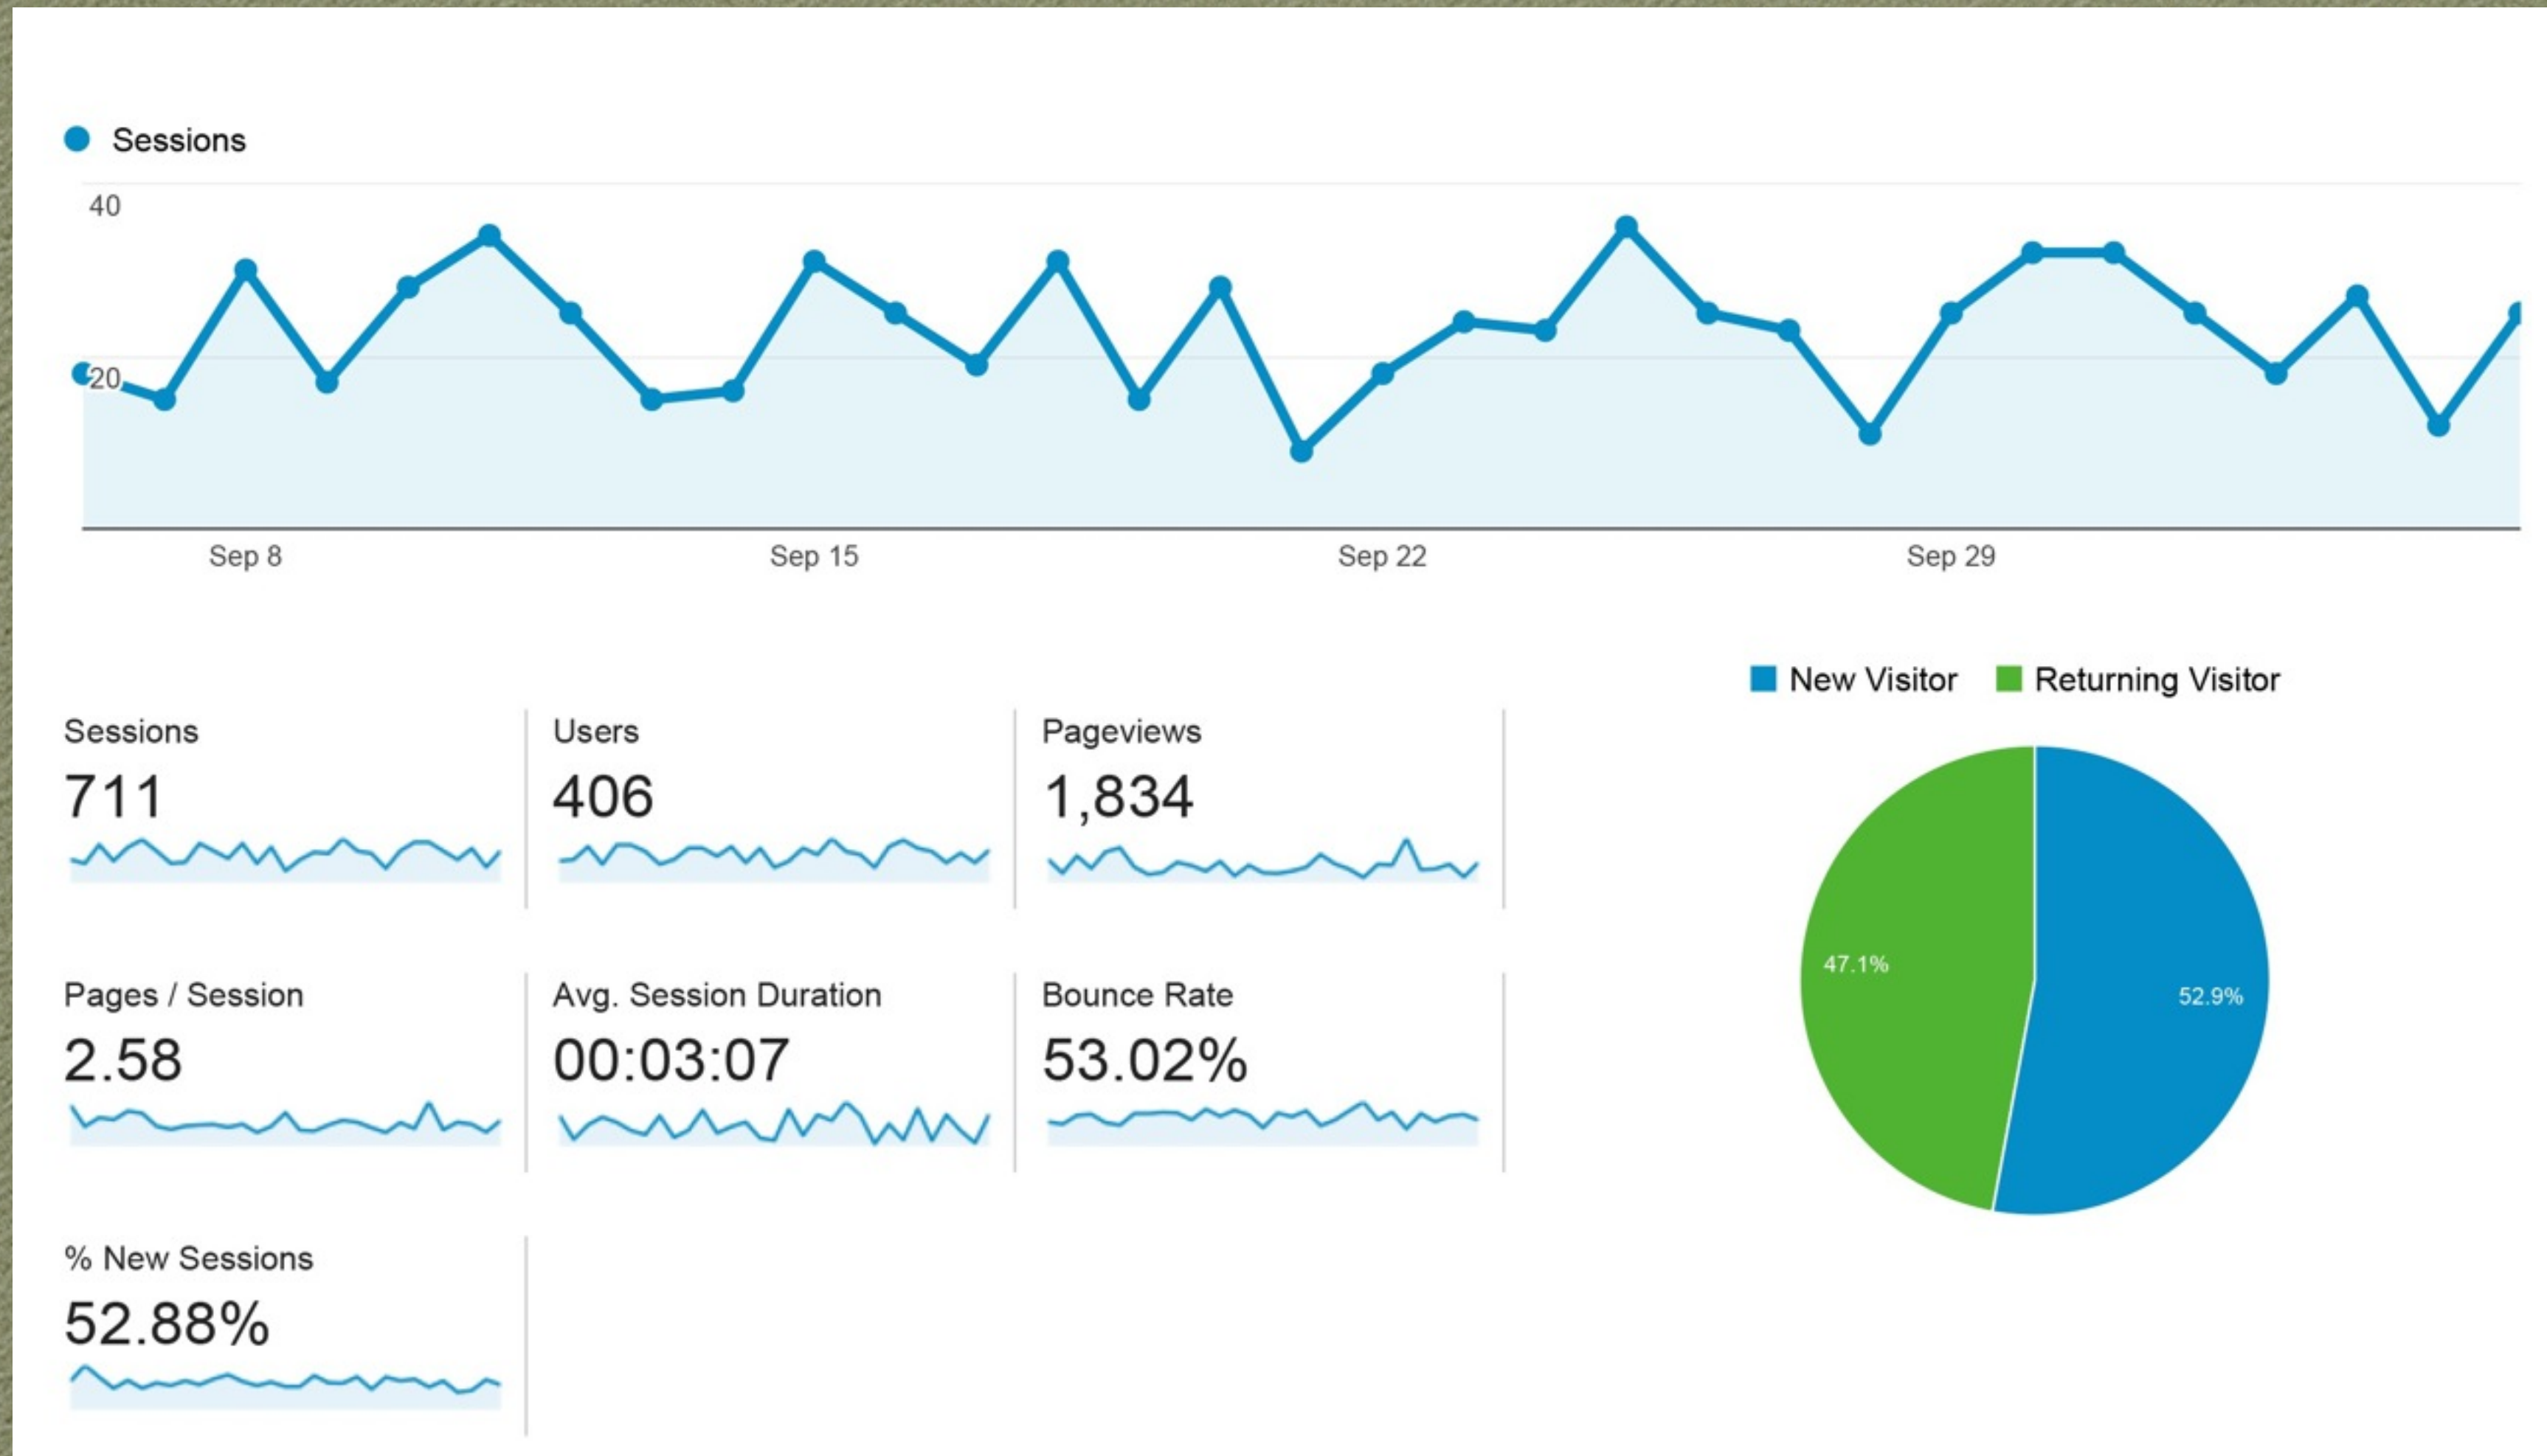 Sessions
40
20
Sep 8 Sep 15 Sep 22 Sep 29
New Visitor Returning Visitor
Sessions Users Pageviews
711 406 1,834
Pages / Session Avg. Session Duration Bounce Rate
2.58 00:03:07 53.02%
47.1% 52.9%
% New Sessions
52.88%